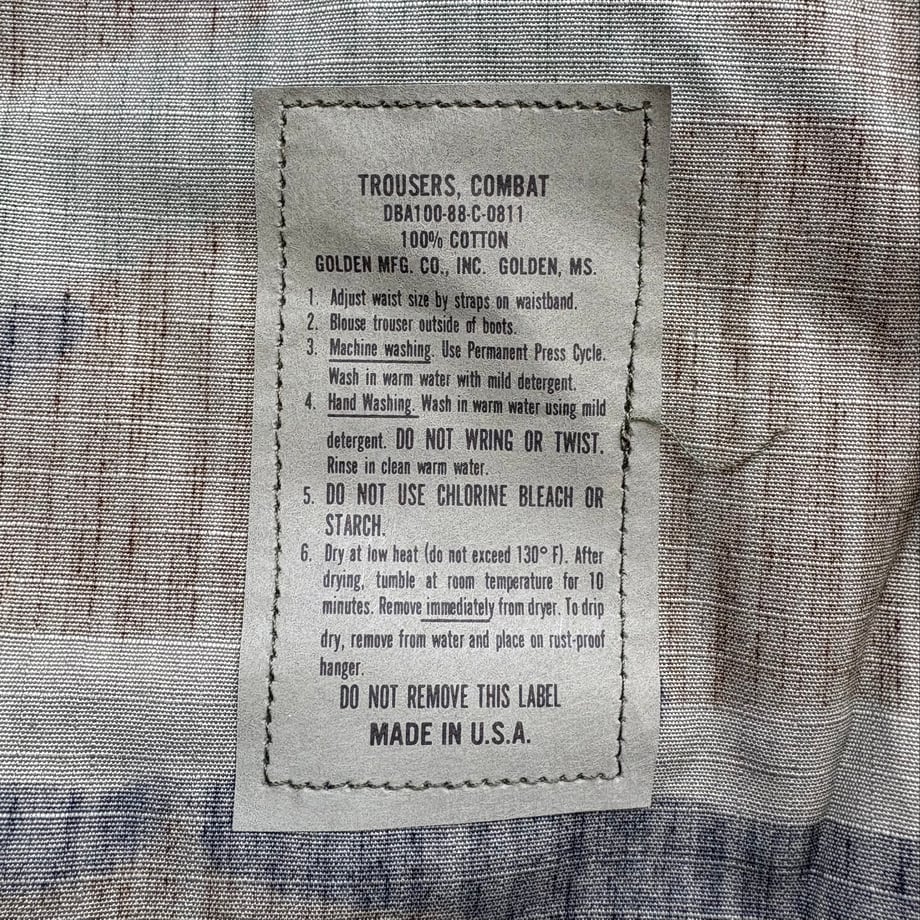 TROUSERS, COMBAT
DBA100-88-C-0811
100% COTTON
GOLDEN MFG. CO., INC. GOLDEN, MS.
1. Adjust waist size by straps on waistband.
2. Blouse trouser outside of boots.
3. Machine washing. Use Permanent Press Cycle.
Wash in warm water with mild detergent.
4. Hand Washing. Wash in warm water using mild
detergent. DO NOT WRING OR TWIST.
Rinse in clean warm water.
5. DO NOT USE CHLORINE BLEACH OR
STARCH.
6. Dry at low heat (do not exceed 130° F). After
drying, tumble at room temperature for 10
minutes. Remove immediately from dryer. To drip
dry, remove from water and place on rust-proof
hanger.
DO NOT REMOVE THIS LABEL
MADE IN U.S.A.